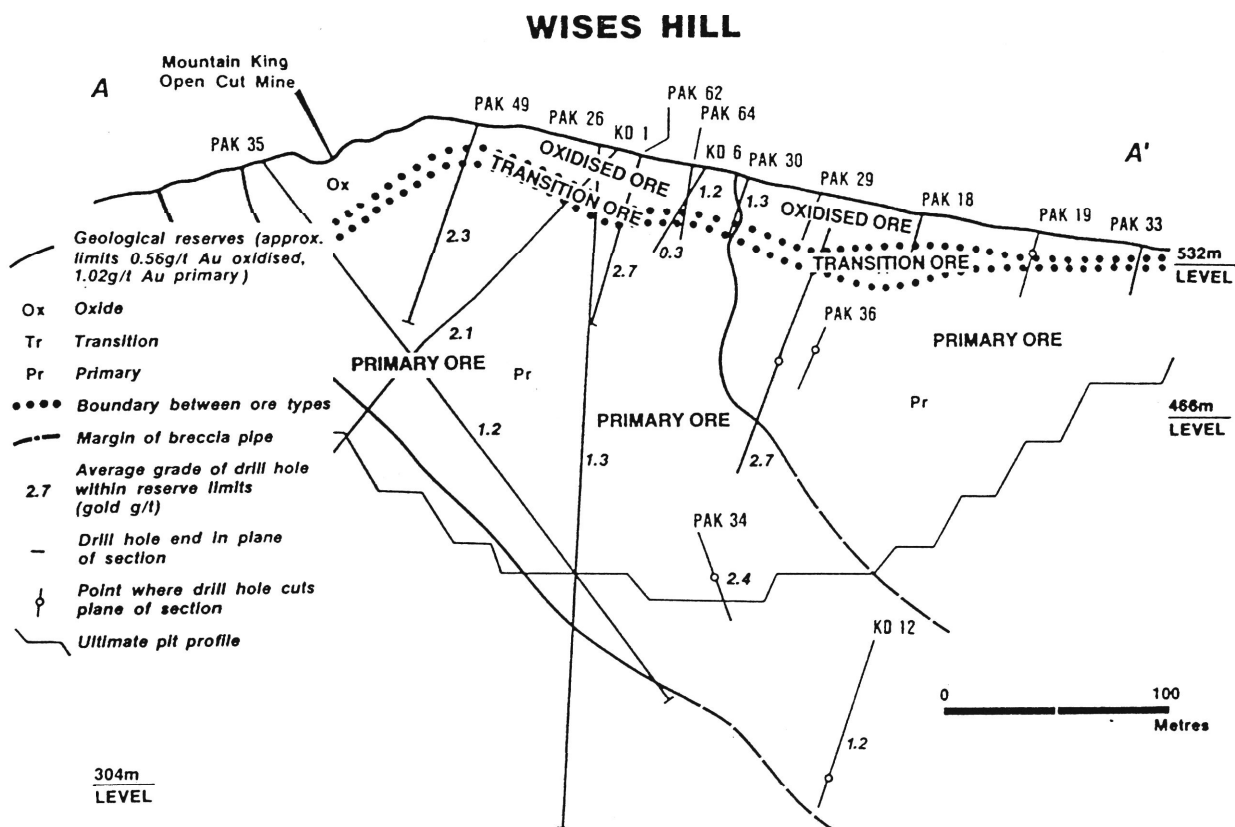 WISES HILL
Mountain King
Open Cut Mine
A
PAK 35
PAK 49
PAK 26
KD 1
PAK 62
PAK 64
KD 6
PAK 30
PAK 29
PAK 18
PAK 19
PAK 33
A'
Ox
OXIDISED ORE
TRANSITION ORE
1.2
1.3
0.3
OXIDISED ORE
TRANSITION ORE
532m
LEVEL
2.3
2.7
2.1
PRIMARY ORE
Pr
PAK 36
PRIMARY ORE
PRIMARY ORE
Pr
466m
LEVEL
1.2
1.3
2.7
PAK 34
2.4
KD 12
1.2
Geological reserves (approx.
limits 0.56g/t Au oxidised,
1.02g/t Au primary)
Ox Oxide
Tr Transition
Pr Primary
Boundary between ore types
Margin of breccia pipe
Average grade of drill hole
2.7 within reserve limits
(gold g/t)
Drill hole end in plane
of section
Point where drill hole cuts
plane of section
Ultimate pit profile
0 100
Metres
304m
LEVEL